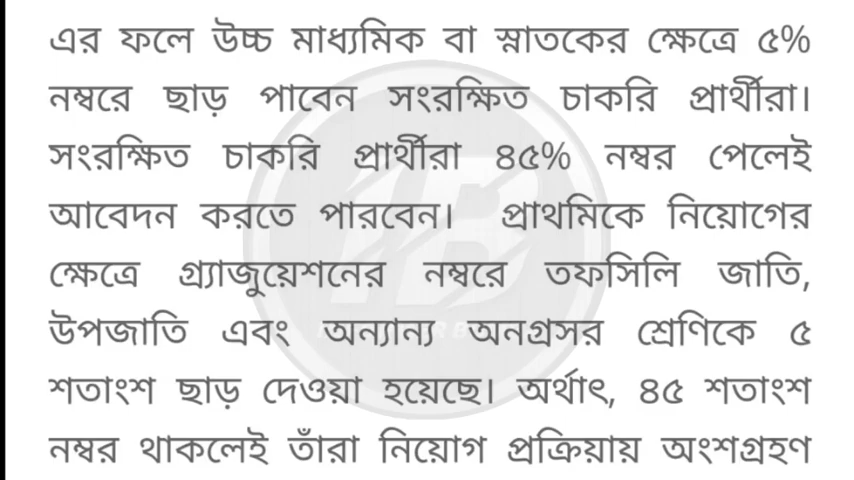 এর ফলে উচ্চ মাধ্যমিক বা স্নাতকের ক্ষেত্রে ৫%
নম্বরে ছাড় পাবেন সংরক্ষিত চাকরি প্রার্থীরা।
সংরক্ষিত চাকরি প্রার্থীরা ৪৫% নম্বর পেলেই
আবেদন করতে পারবেন। প্রাথমিকে নিয়োগের
ক্ষেত্রে গ্র্যাজুয়েশনের নম্বরে তফসিলি জাতি,
উপজাতি এবং অন্যান্য অনগ্রসর শ্রেণিকে ৫
শতাংশ ছাড় দেওয়া হয়েছে। অর্থাৎ, ৪৫ শতাংশ
নম্বর থাকলেই তাঁরা নিয়োগ প্রক্রিয়ায় অংশগ্রহণ